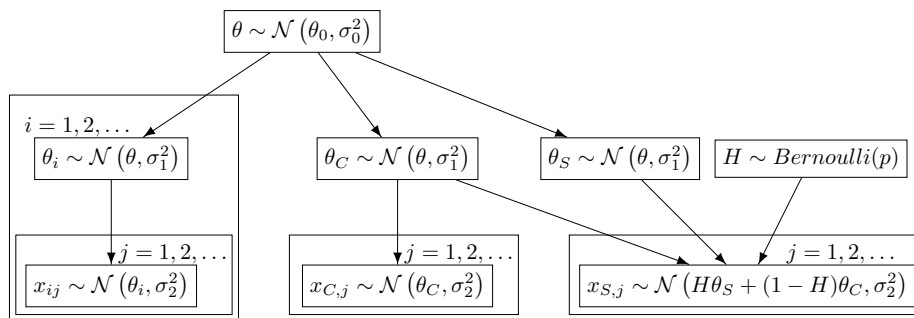 θ ∼ 𝒩 (θ₀, σ₀²)
i = 1, 2, . . .
θᵢ ∼ 𝒩 (θ, σ₁²)
θ_C ∼ 𝒩 (θ, σ₁²)
θ_S ∼ 𝒩 (θ, σ₁²)
H ∼ Bernoulli(p)
j = 1, 2, . . .
x_{ij} ∼ 𝒩 (θᵢ, σ₂²)
j = 1, 2, . . .
x_{C,j} ∼ 𝒩 (θ_C, σ₂²)
j = 1, 2, . . .
x_{S,j} ∼ 𝒩 (Hθ_S + (1 − H)θ_C, σ₂²)